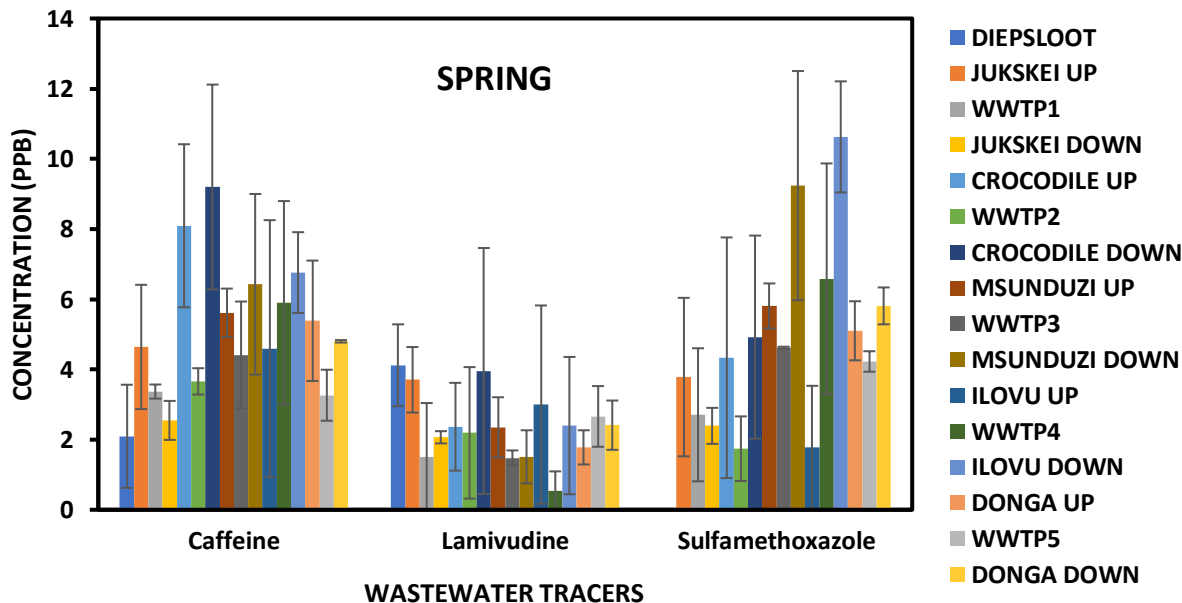 SPRING
CONCENTRATION (PPB)
14
12
10
8
6
4
2
0
Caffeine
Lamivudine
Sulfamethoxazole
WASTEWATER TRACERS
DIEPSLOOT
JUKSKEI UP
WWTP1
JUKSKEI DOWN
CROCODILE UP
WWTP2
CROCODILE DOWN
MSUNDUZI UP
WWTP3
MSUNDUZI DOWN
ILOVU UP
WWTP4
ILOVU DOWN
DONGA UP
WWTP5
DONGA DOWN